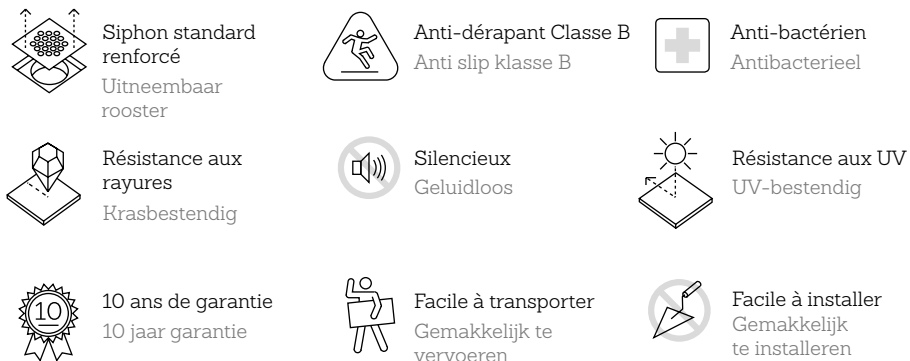 Siphon standard
renforcé
Uitneembaar
rooster
Anti-dérapant Classe B
Anti slip klasse B
Anti-bactérien
Antibacterieel
Résistance aux
rayures
Krasbestendig
Silencieux
Geluidloos
Résistance aux UV
UV-bestendig
10
10 ans de garantie
10 jaar garantie
Facile à transporter
Gemakkelijk te
vervoeren
Facile à installer
Gemakkelijk
te installeren